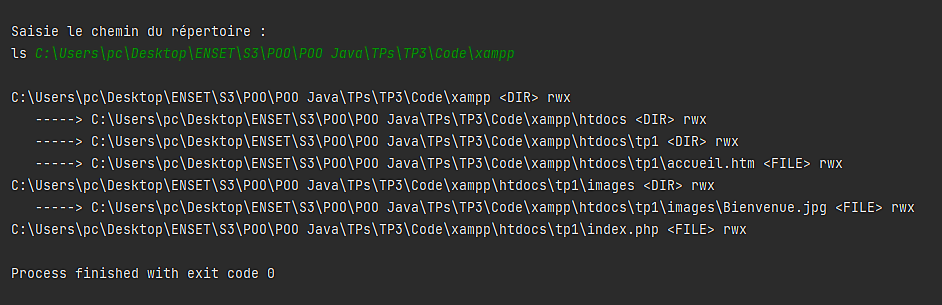 Saisie le chemin du répertoire :
ls C:\Users\pc\Desktop\ENSET\S3\POO\POO Java\TPs\TP3\Code\xampp
C:\Users\pc\Desktop\ENSET\S3\POO\POO Java\TPs\TP3\Code\xampp <DIR> rwx
-----> C:\Users\pc\Desktop\ENSET\S3\POO\POO Java\TPs\TP3\Code\xampp\htdocs <DIR> rwx
-----> C:\Users\pc\Desktop\ENSET\S3\POO\POO Java\TPs\TP3\Code\xampp\htdocs\tp1 <DIR> rwx
-----> C:\Users\pc\Desktop\ENSET\S3\POO\POO Java\TPs\TP3\Code\xampp\htdocs\tp1\accueil.htm <FILE> rwx
C:\Users\pc\Desktop\ENSET\S3\POO\POO Java\TPs\TP3\Code\xampp\htdocs\tp1\images <DIR> rwx
-----> C:\Users\pc\Desktop\ENSET\S3\POO\POO Java\TPs\TP3\Code\xampp\htdocs\tp1\images\Bienvenue.jpg <FILE> rwx
C:\Users\pc\Desktop\ENSET\S3\POO\POO Java\TPs\TP3\Code\xampp\htdocs\tp1\index.php <FILE> rwx
Process finished with exit code 0